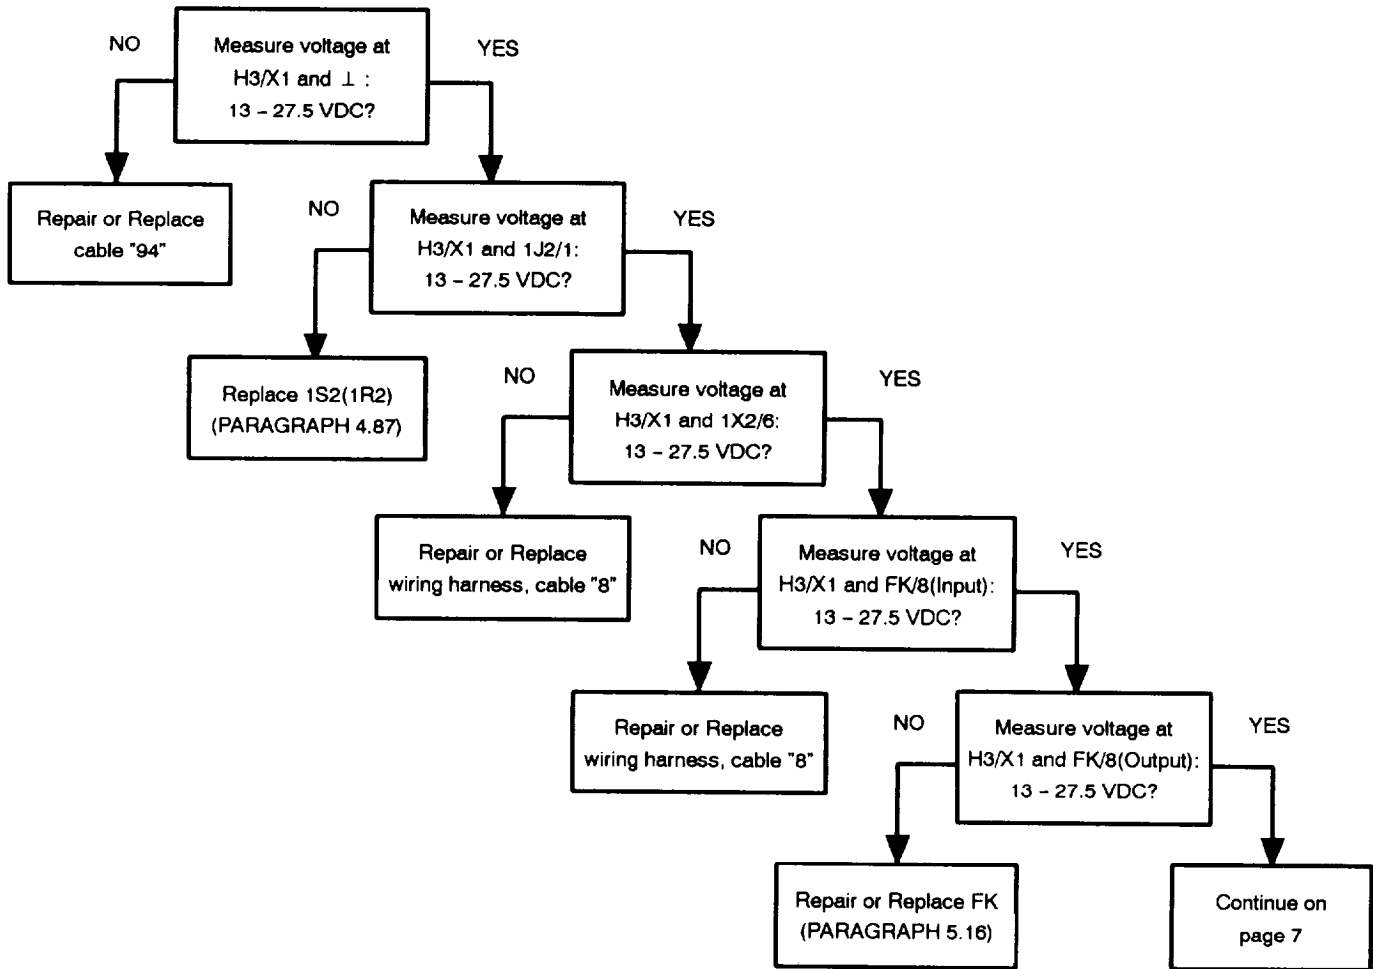 NO
Measure voltage at
H3/X1 and ⊥ :
13 – 27.5 VDC?
YES
Repair or Replace
cable "94"
NO
Measure voltage at
H3/X1 and 1J2/1:
13 – 27.5 VDC?
YES
Replace 1S2(1R2)
(PARAGRAPH 4.87)
NO
Measure voltage at
H3/X1 and 1X2/6:
13 – 27.5 VDC?
YES
Repair or Replace
wiring harness, cable "8"
NO
Measure voltage at
H3/X1 and FK/8(Input):
13 – 27.5 VDC?
YES
Repair or Replace
wiring harness, cable "8"
NO
Measure voltage at
H3/X1 and FK/8(Output):
13 – 27.5 VDC?
YES
Repair or Replace FK
(PARAGRAPH 5.16)
Continue on
page 7